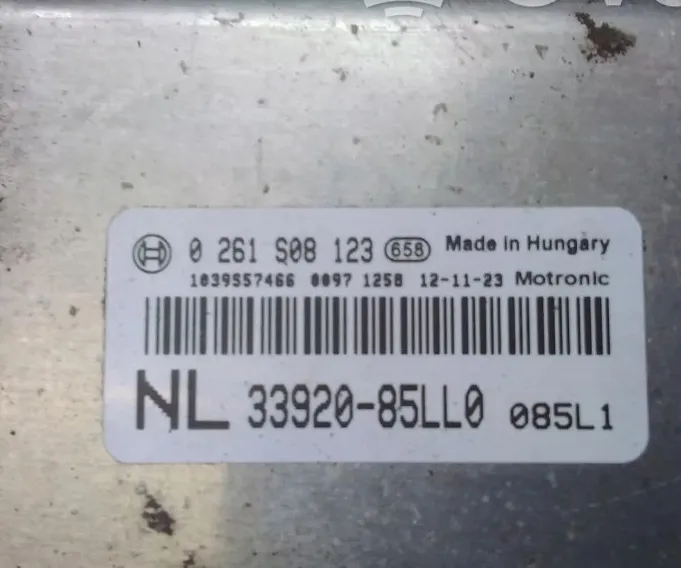 0 261 S08 123 658 Made in Hungary
1039557466 0097 1258 12-11-23 Motronic
NL 33920-85LL0 085L1